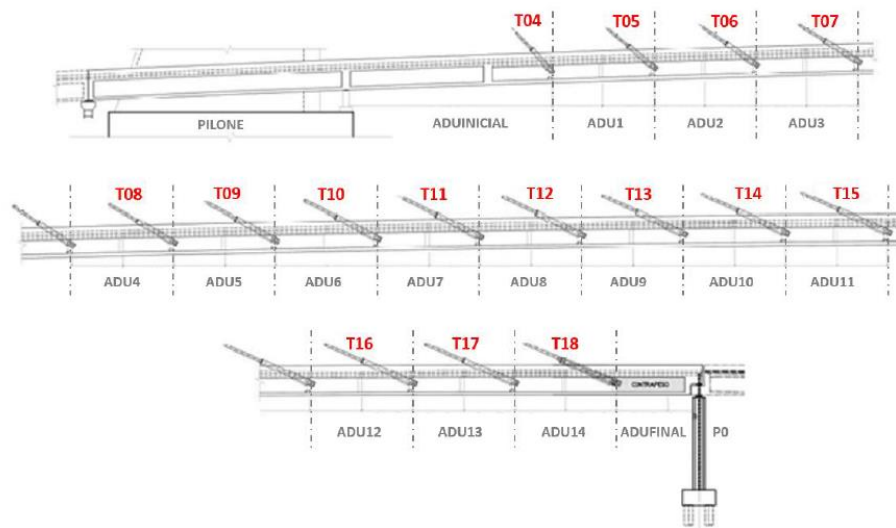 T04 T05 T06 T07
PILONE ADUINICIAL ADU1 ADU2 ADU3
T08 T09 T10 T11 T12 T13 T14 T15
ADU4 ADU5 ADU6 ADU7 ADU8 ADU9 ADU10 ADU11
T16 T17 T18
CONTRAPESO
ADU12 ADU13 ADU14 ADUFINAL P0